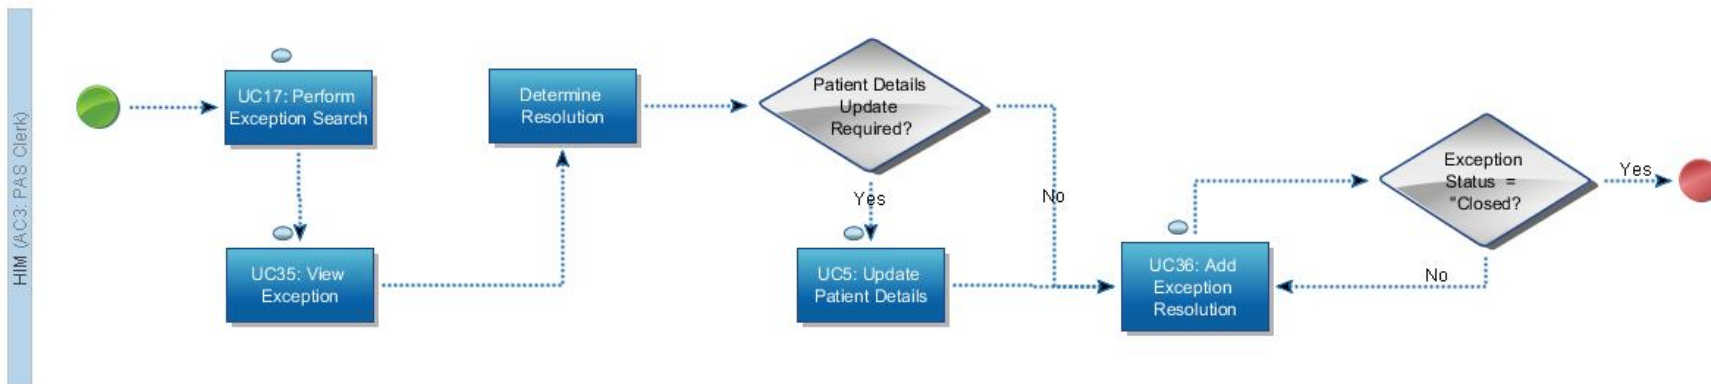 HIM (AC3: PAS Clerk)
UC17: Perform
Exception Search
UC35: View
Exception
Determine
Resolution
Patient Details
Update
Required?
Yes
No
UC5: Update
Patient Details
UC36: Add
Exception
Resolution
Exception
Status =
"Closed?
Yes
No